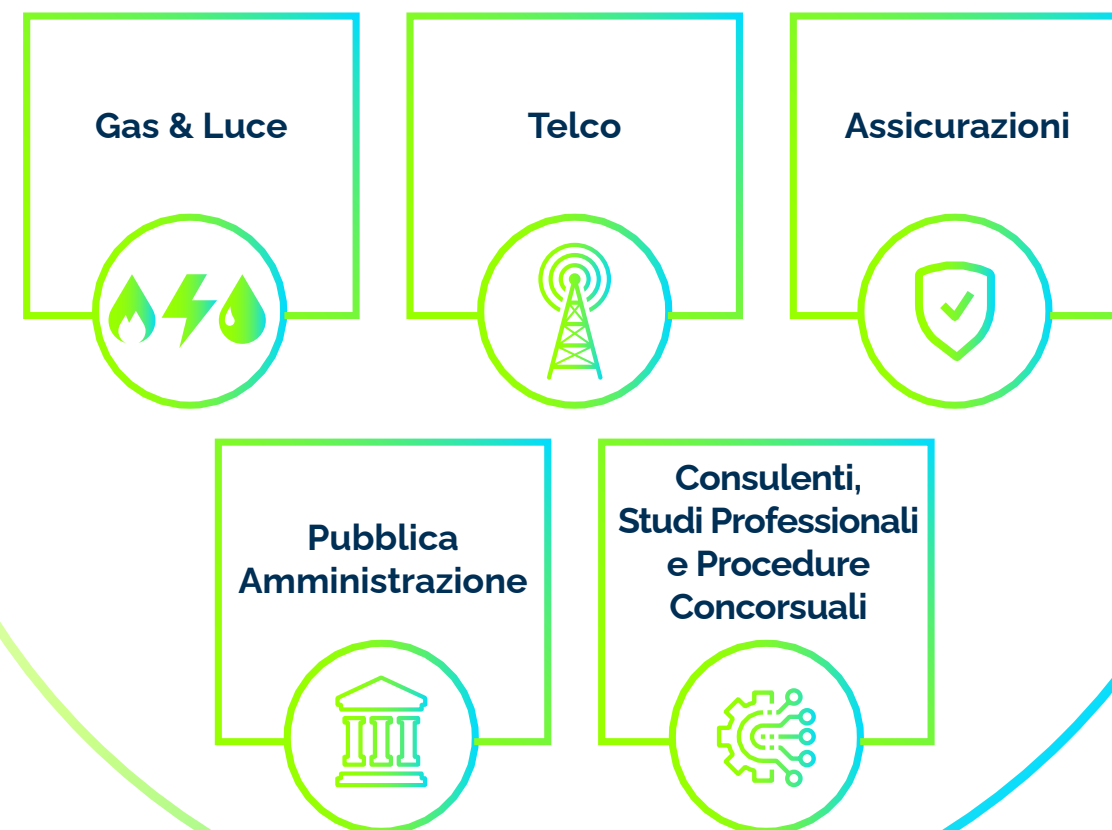 Gas & Luce
Telco
Assicurazioni
Pubblica
Amministrazione
Consulenti,
Studi Professionali
e Procedure
Concorsuali